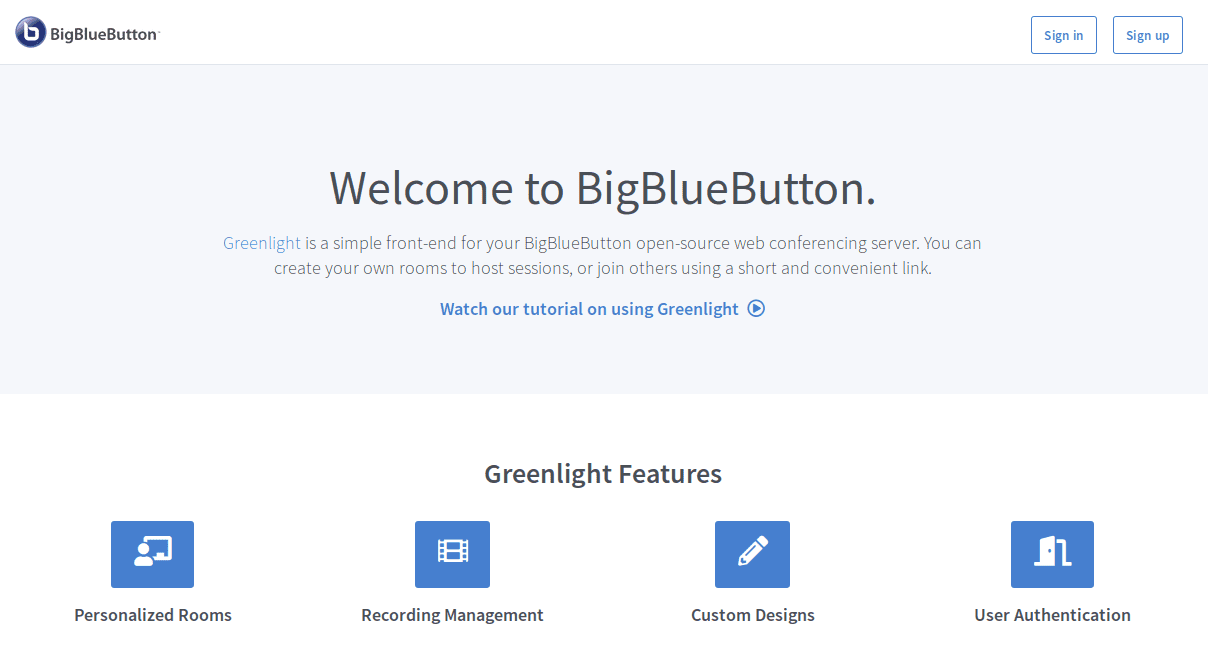 BigBlueButton
Sign in
Sign up
Welcome to BigBlueButton.
Greenlight is a simple front-end for your BigBlueButton open-source web conferencing server. You can
create your own rooms to host sessions, or join others using a short and convenient link.
Watch our tutorial on using Greenlight
Greenlight Features
Personalized Rooms
Recording Management
Custom Designs
User Authentication